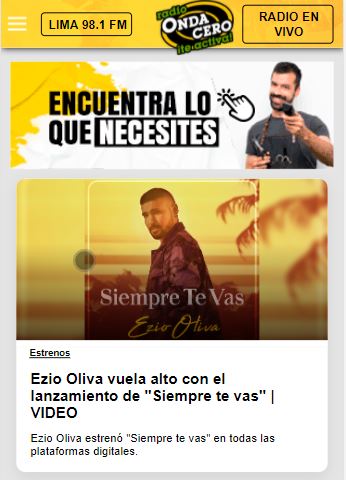 LIMA 98.1 FM
radio
ONDA
CERO
¡te activa!
RADIO EN
VIVO
ENCUENTRA LO
QUE NECESITES
Siempre Te Vas
Ezio Oliva
Estrenos
Ezio Oliva vuela alto con el
lanzamiento de "Siempre te vas" |
VIDEO
Ezio Oliva estrenó "Siempre te vas" en todas las
plataformas digitales.